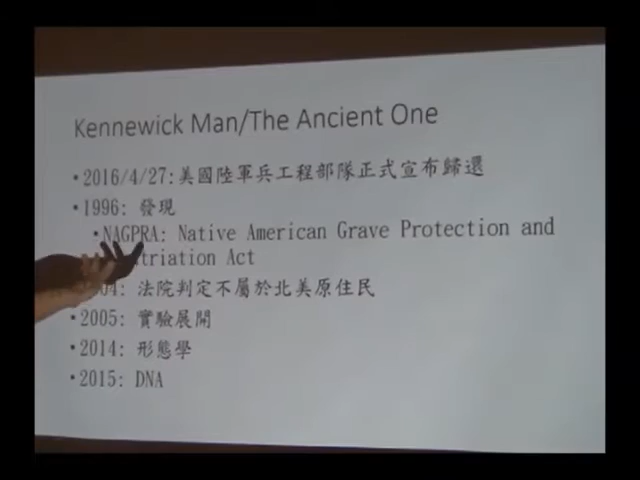 Kennewick Man/The Ancient One
•2016/4/27:美國陸軍兵工程部隊正式宣布歸還
•1996: 發現
•NAGPRA: Native American Grave Protection and
triation Act
04: 法院判定不屬於北美原住民
•2005: 實驗展開
•2014: 形態學
•2015: DNA